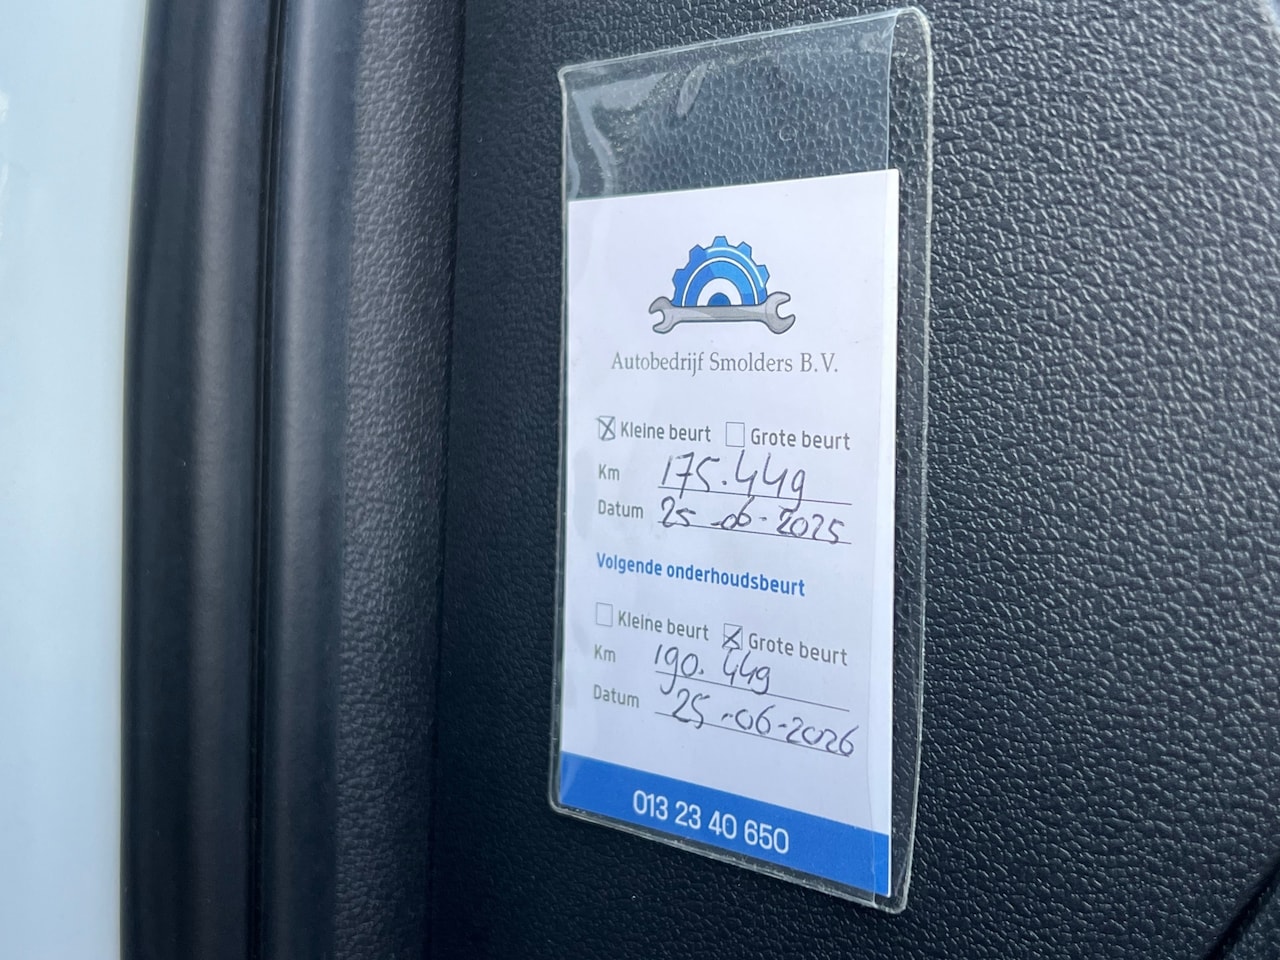 Autobedrijf Smolders B.V.
Kleine beurt Grote beurt
Km 175.449
Datum 25-06-2025
Volgende onderhoudsbeurt
Kleine beurt Grote beurt
Km 190.449
Datum 25-06-2026
013 23 40 650